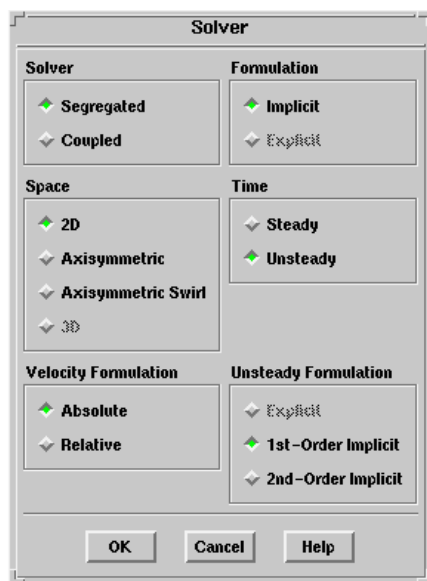 Solver
Solver
Segregated
Coupled
Formulation
Implicit
Explicit
Space
2D
Axisymmetric
Axisymmetric Swirl
3D
Time
Steady
Unsteady
Velocity Formulation
Absolute
Relative
Unsteady Formulation
Explicit
1st-Order Implicit
2nd-Order Implicit
OK
Cancel
Help